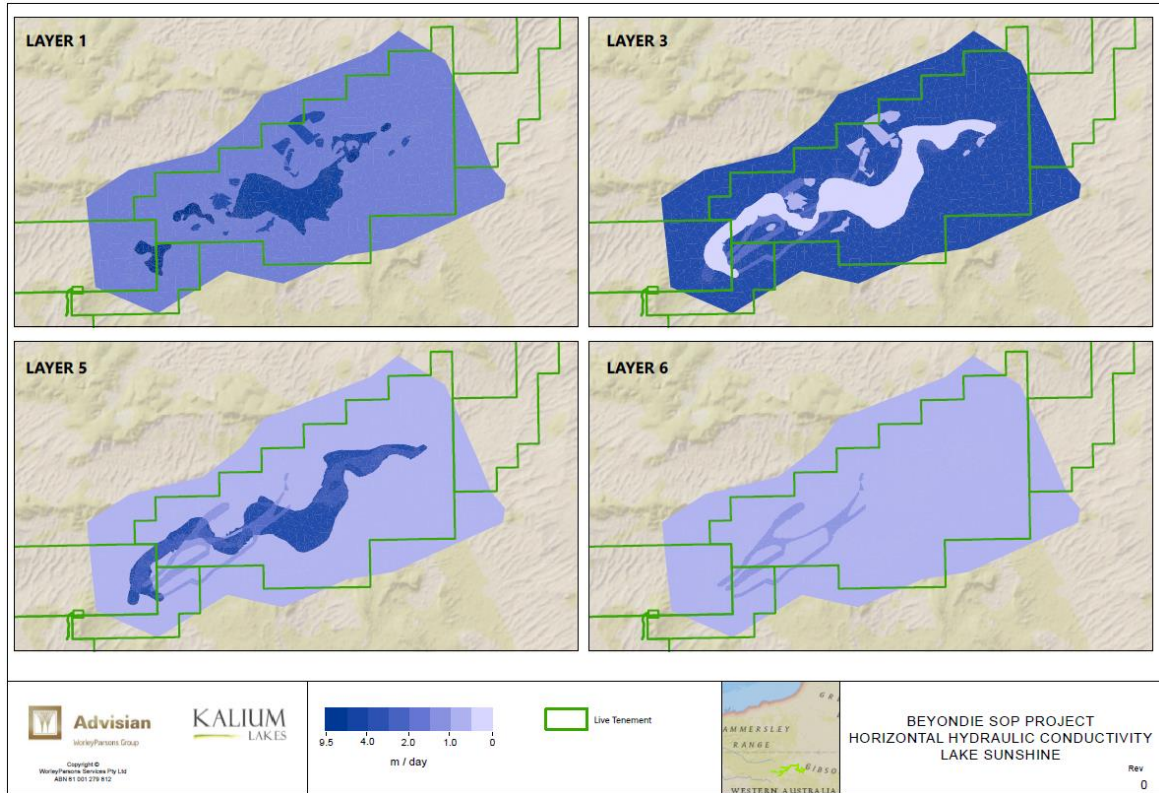 LAYER 1
LAYER 3
LAYER 5
LAYER 6
Advisian
WorleyParsons Group
KALIUM
LAKES
Copyright ©
WorleyParsons Services Pty Ltd
ABN 61 001 279 812
9.5 4.0 2.0 1.0 0
m / day
Live Tenement
G R
AMMERSLEY
RANGE
GIBSO
WESTERN AUSTRALIA
BEYONDIE SOP PROJECT
HORIZONTAL HYDRAULIC CONDUCTIVITY
LAKE SUNSHINE
Rev
0